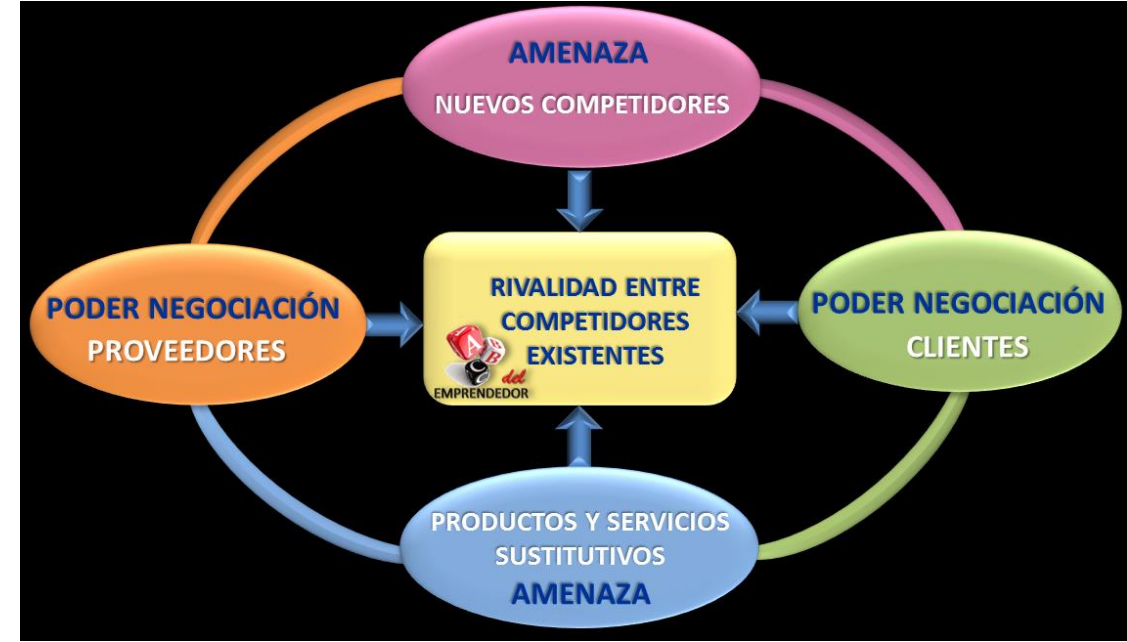 AMENAZA
NUEVOS COMPETIDORES
PODER NEGOCIACIÓN
PROVEEDORES
RIVALIDAD ENTRE
COMPETIDORES
EXISTENTES
A B C
del
EMPRENDEDOR
PODER NEGOCIACIÓN
CLIENTES
PRODUCTOS Y SERVICIOS
SUSTITUTIVOS
AMENAZA